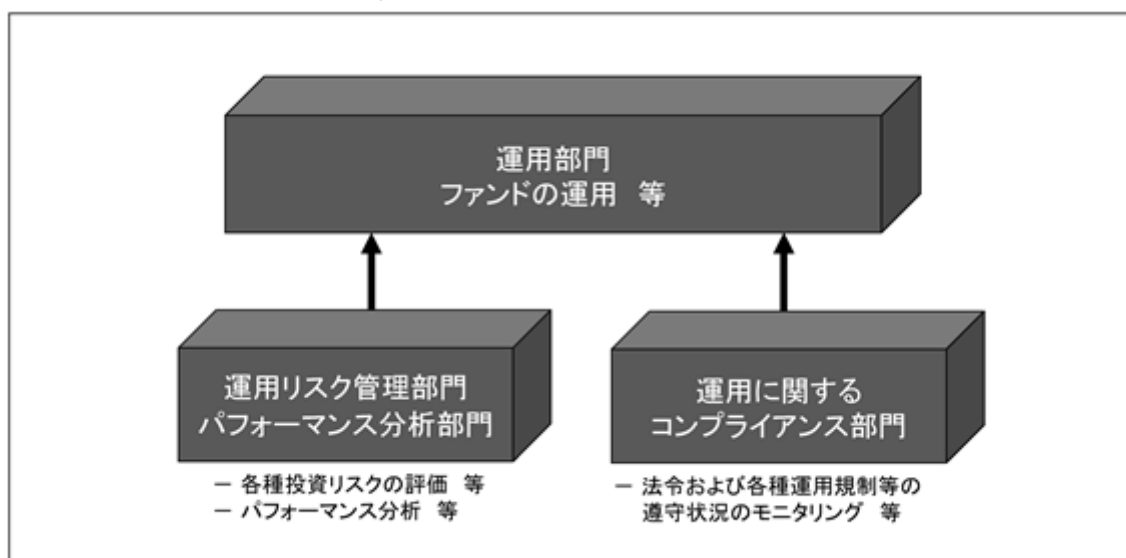 運用部門
ファンドの運用 等
運用リスク管理部門
パフォーマンス分析部門
－ 各種投資リスクの評価 等
－ パフォーマンス分析 等
運用に関する
コンプライアンス部門
－ 法令および各種運用規制等の
遵守状況のモニタリング 等